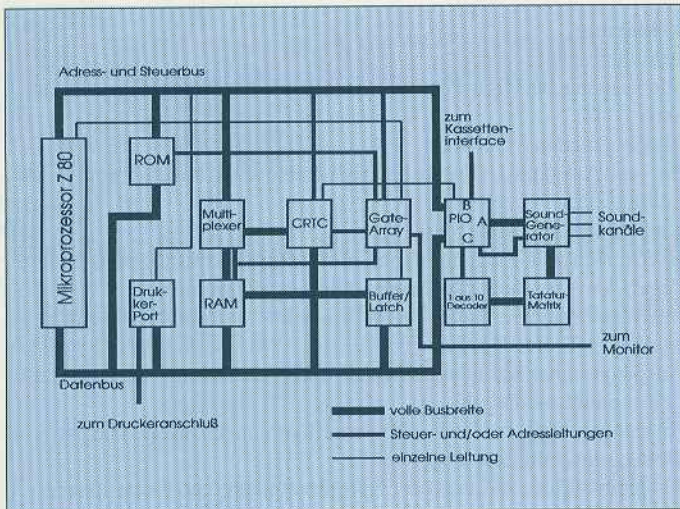 Adress- und Steuerbus
zum
Kassetten-
interface
Mikroprozessor Z 80
ROM
Multi-
plexer
CRTC
Gate-
Array
B
PIO A
C
Sound-
Gene-
rator
Sound-
kanäle
Druk-
ker-
Port
RAM
Buffer/
Latch
1 aus 10
Decoder
Tatatur-
Matrix
zum
Monitor
Datenbus
zum Druckeranschluß
volle Busbreite
Steuer- und/oder Adressleitungen
einzelne Leitung